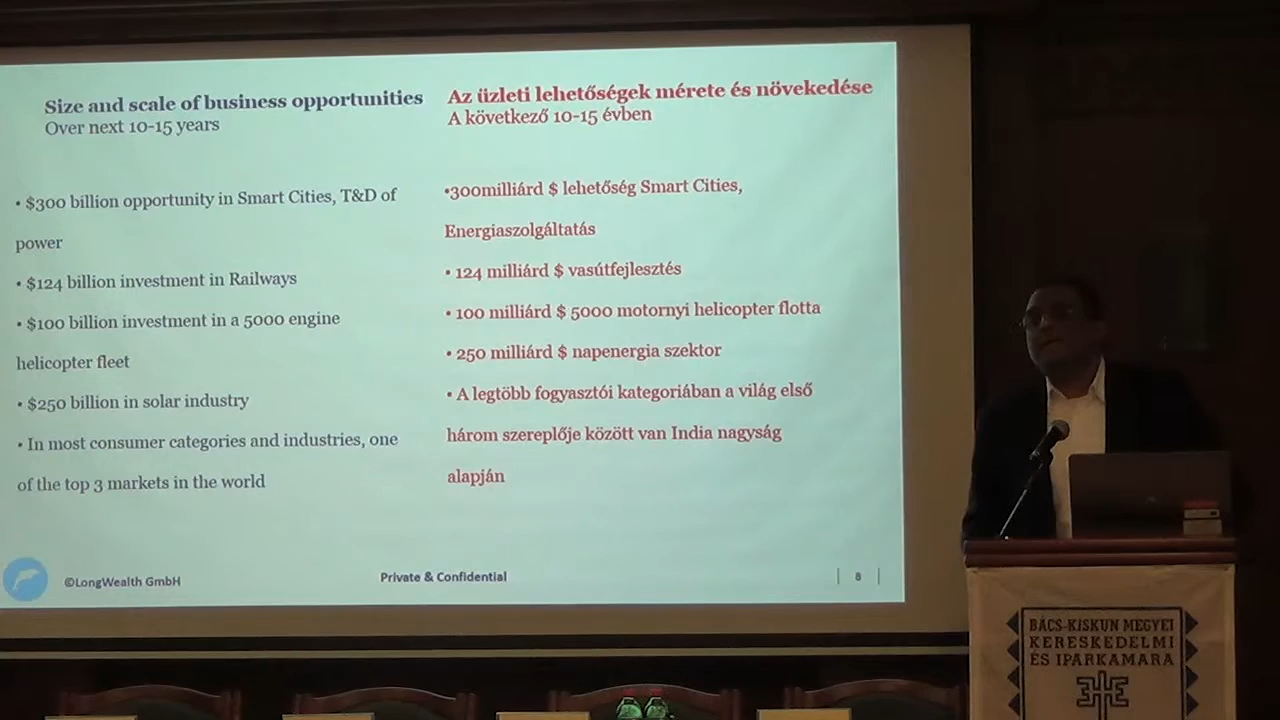 Size and scale of business opportunities
Over next 10-15 years
• $300 billion opportunity in Smart Cities, T&D of
power
• $124 billion investment in Railways
• $100 billion investment in a 5000 engine
helicopter fleet
• $250 billion in solar industry
• In most consumer categories and industries, one
of the top 3 markets in the world
Az üzleti lehetőségek mérete és növekedése
A következő 10-15 évben
•300milliárd $ lehetőség Smart Cities,
Energiaszolgáltatás
• 124 milliárd $ vasútfejlesztés
• 100 milliárd $ 5000 motornyi helicopter flotta
• 250 milliárd $ napenergia szektor
• A legtöbb fogyasztói kategoriában a világ első
három szereplője között van India nagyság
alapján
©LongWealth GmbH
Private & Confidential
8
BÁCS-KISKUN MEGYEI
KERESKEDELMI
ÉS IPARKAMARA